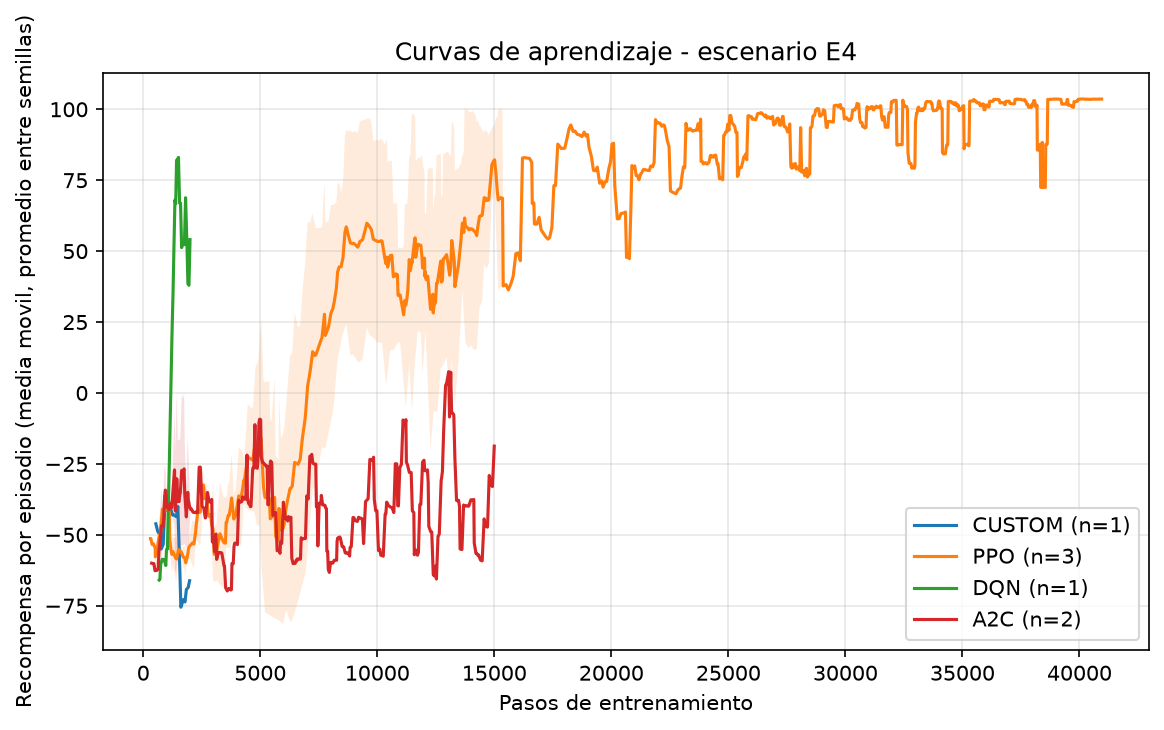 Curvas de aprendizaje - escenario E4
Recompensa por episodio (media movil, promedio entre semillas)
100
75
50
25
0
−25
−50
−75
0 5000 10000 15000 20000 25000 30000 35000 40000
Pasos de entrenamiento
CUSTOM (n=1)
PPO (n=3)
DQN (n=1)
A2C (n=2)